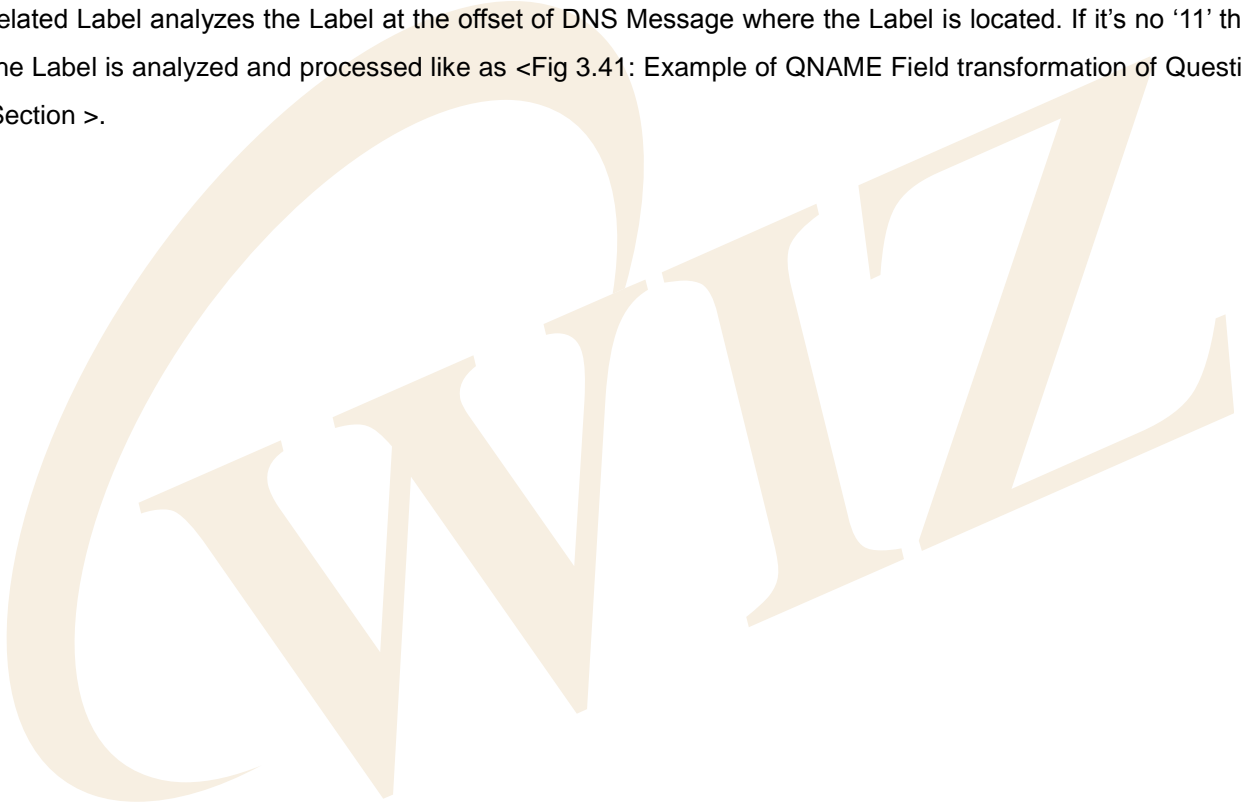 elated Label analyzes the Label at the offset of DNS Message where the Label is located. If it’s no ‘11’ th
he Label is analyzed and processed like as <Fig 3.41: Example of QNAME Field transformation of Questi
Section >.
WIZ